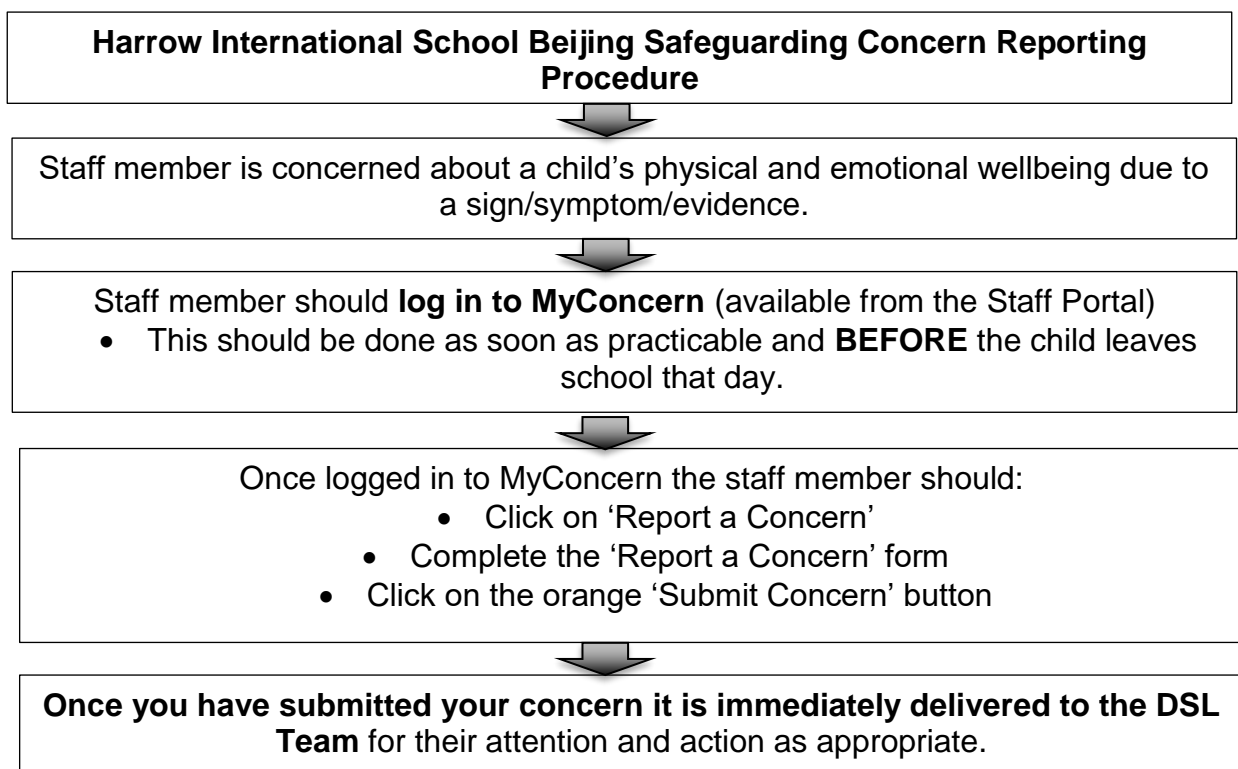 Harrow International School Beijing Safeguarding Concern Reporting
Procedure
Staff member is concerned about a child’s physical and emotional wellbeing due to
a sign/symptom/evidence.
Staff member should log in to MyConcern (available from the Staff Portal)
• This should be done as soon as practicable and BEFORE the child leaves
school that day.
Once logged in to MyConcern the staff member should:
• Click on ‘Report a Concern’
• Complete the ‘Report a Concern’ form
• Click on the orange ‘Submit Concern’ button
Once you have submitted your concern it is immediately delivered to the DSL
Team for their attention and action as appropriate.